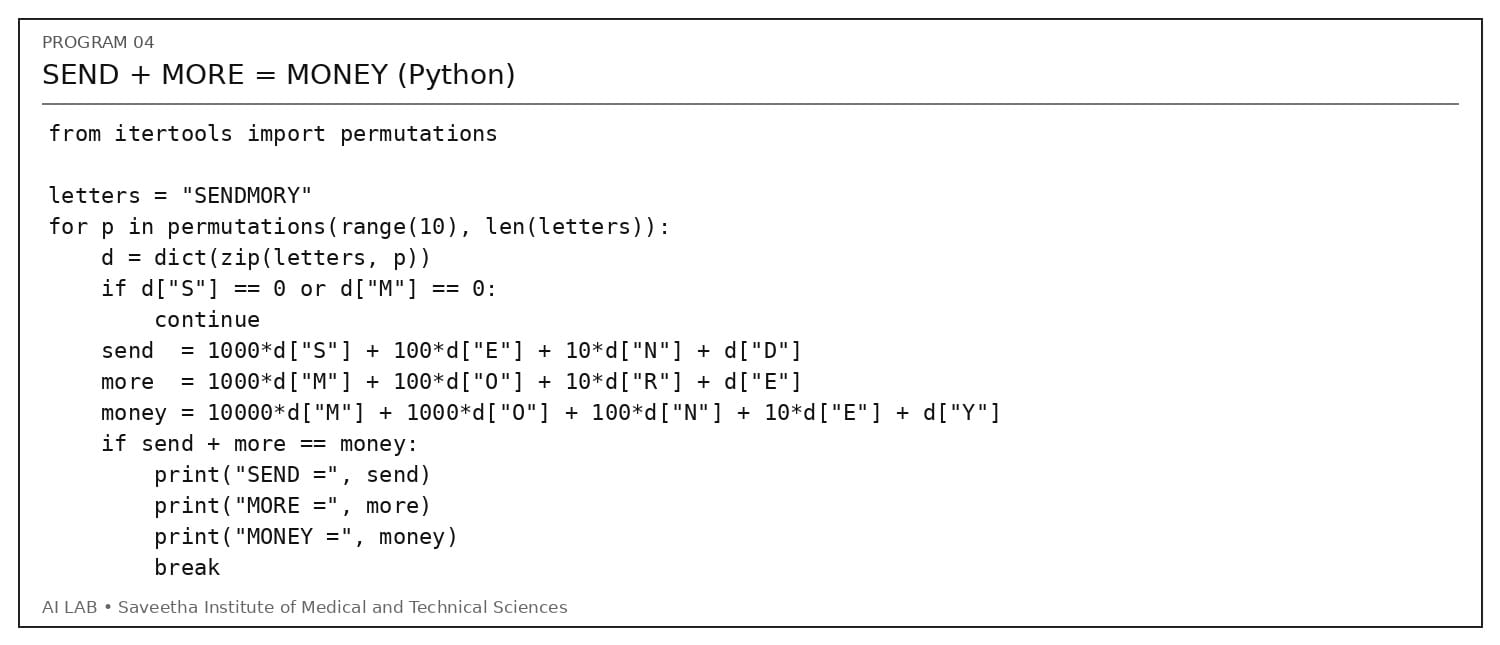 PROGRAM 04
SEND + MORE = MONEY (Python)
from itertools import permutations

letters = "SENDMORY"
for p in permutations(range(10), len(letters)):
    d = dict(zip(letters, p))
    if d["S"] == 0 or d["M"] == 0:
        continue
    send  = 1000*d["S"] + 100*d["E"] + 10*d["N"] + d["D"]
    more  = 1000*d["M"] + 100*d["O"] + 10*d["R"] + d["E"]
    money = 10000*d["M"] + 1000*d["O"] + 100*d["N"] + 10*d["E"] + d["Y"]
    if send + more == money:
        print("SEND =", send)
        print("MORE =", more)
        print("MONEY =", money)
        break
AI LAB • Saveetha Institute of Medical and Technical Sciences